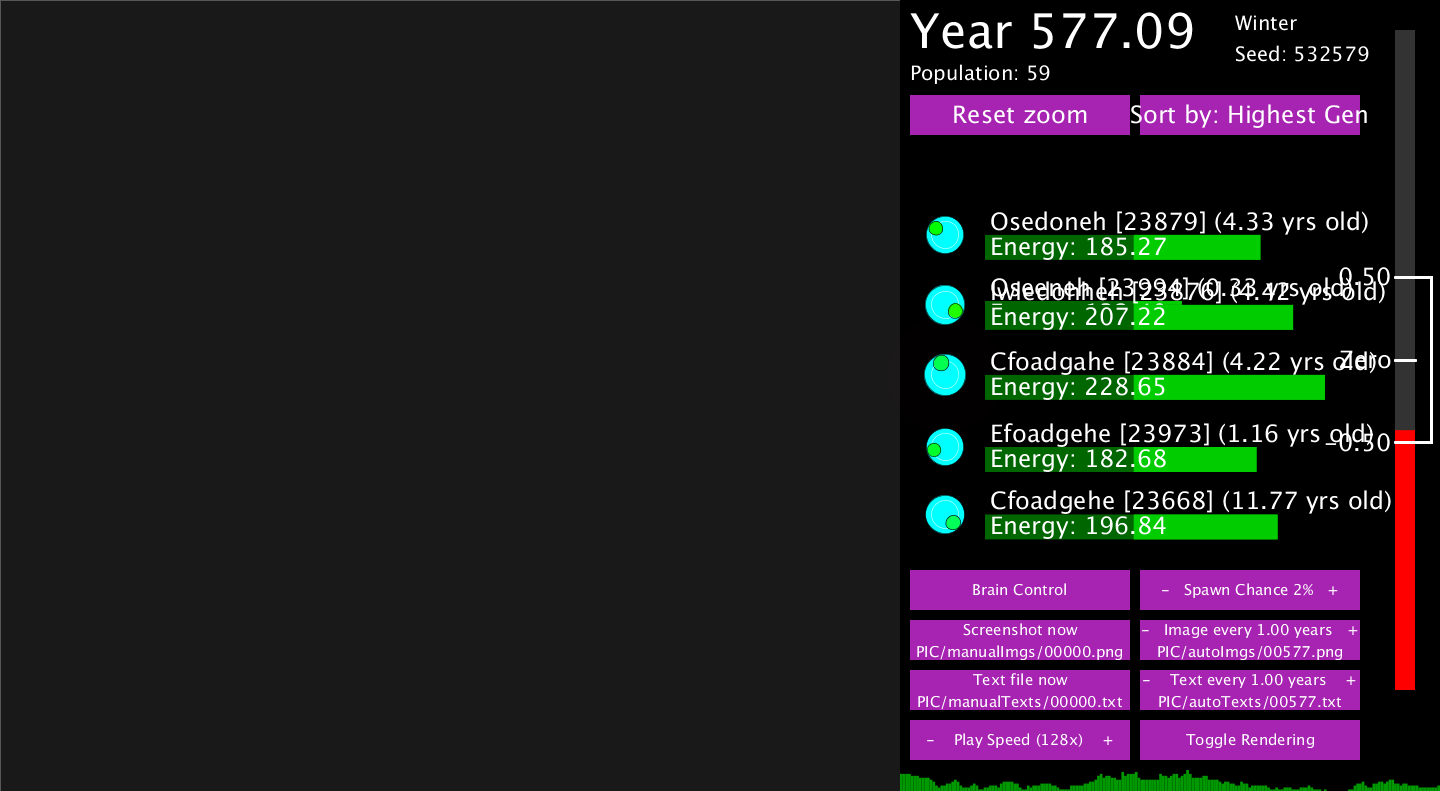 Year 577.09
Winter
Seed: 532579
Population: 59
Reset zoom
Sort by: Highest Gen
Osedoneh [23879] (4.33 yrs old)
Energy: 185.27
0.50
Energy: 207.22
Cfoadgahe [23884] (4.22 yrs old)
Zero
Energy: 228.65
Efoadgehe [23973] (1.16 yrs old)
-0.50
Energy: 182.68
Cfoadgehe [23668] (11.77 yrs old)
Energy: 196.84
Brain Control
- Spawn Chance 2% +
Screenshot now
PIC/manualImgs/00000.png
- Image every 1.00 years +
PIC/autoImgs/00577.png
Text file now
PIC/manualTexts/00000.txt
- Text every 1.00 years +
PIC/autoTexts/00577.txt
- Play Speed (128x) +
Toggle Rendering